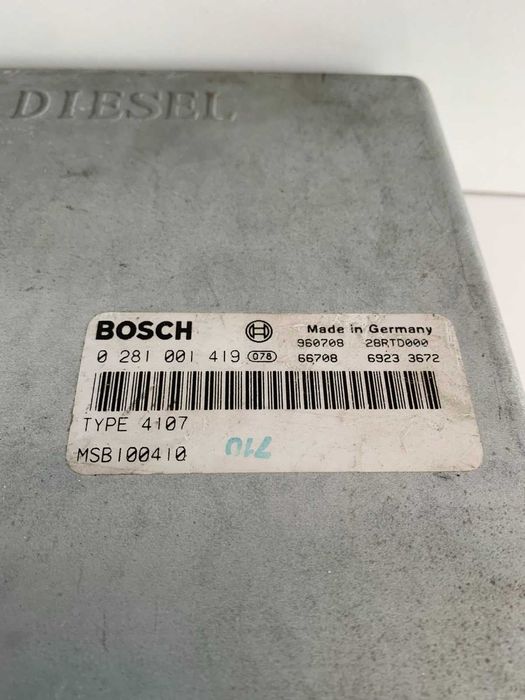 DIESEL
BOSCH Made in Germany
960708 28RTD000
0 281 001 419 078 66708 6923 3672
TYPE 4107
MSB100410 710